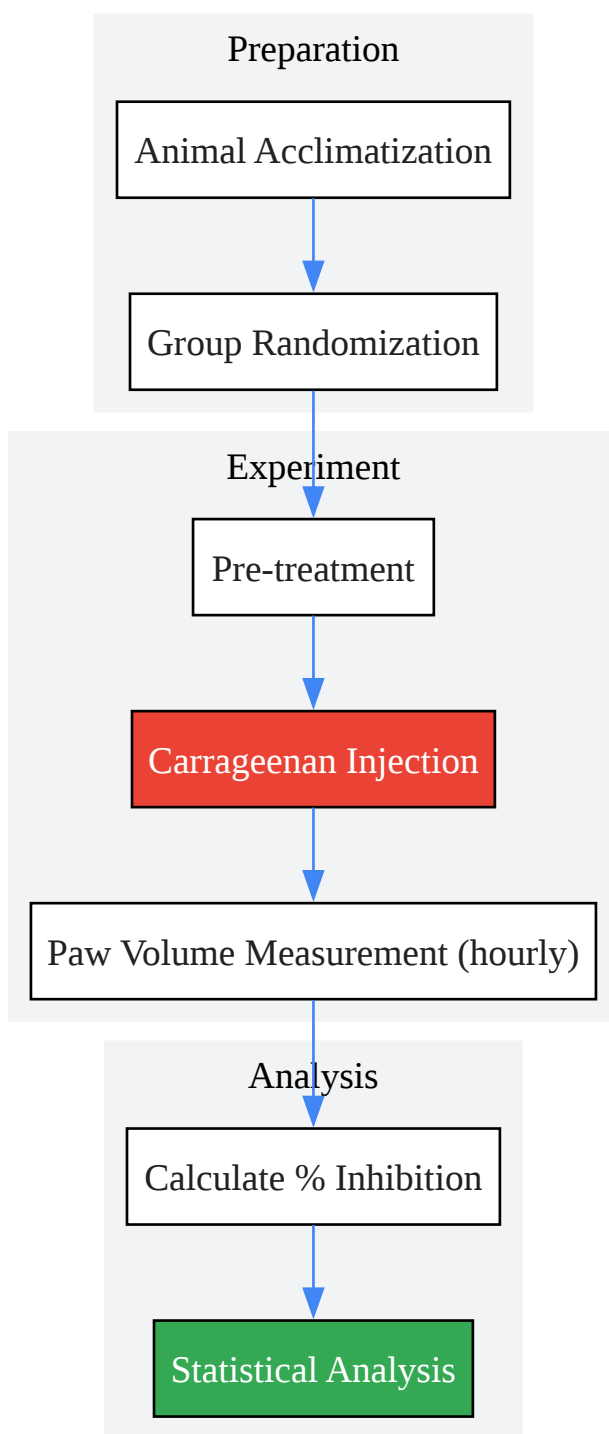 Preparation
Animal Acclimatization
Group Randomization
Experiment
Pre-treatment
Carrageenan Injection
Paw Volume Measurement (hourly)
Analysis
Calculate % Inhibition
Statistical Analysis